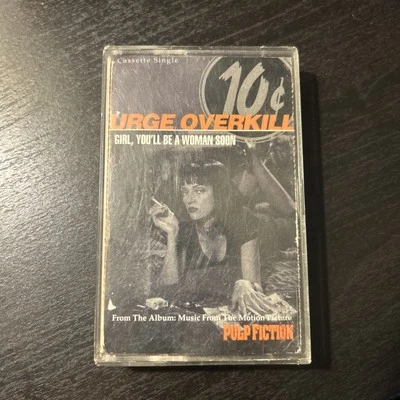 Cassette Single
10¢
URGE OVERKILL
GIRL, YOU'LL BE A WOMAN SOON
From The Album: Music From The Motion Picture
PULP FICTION